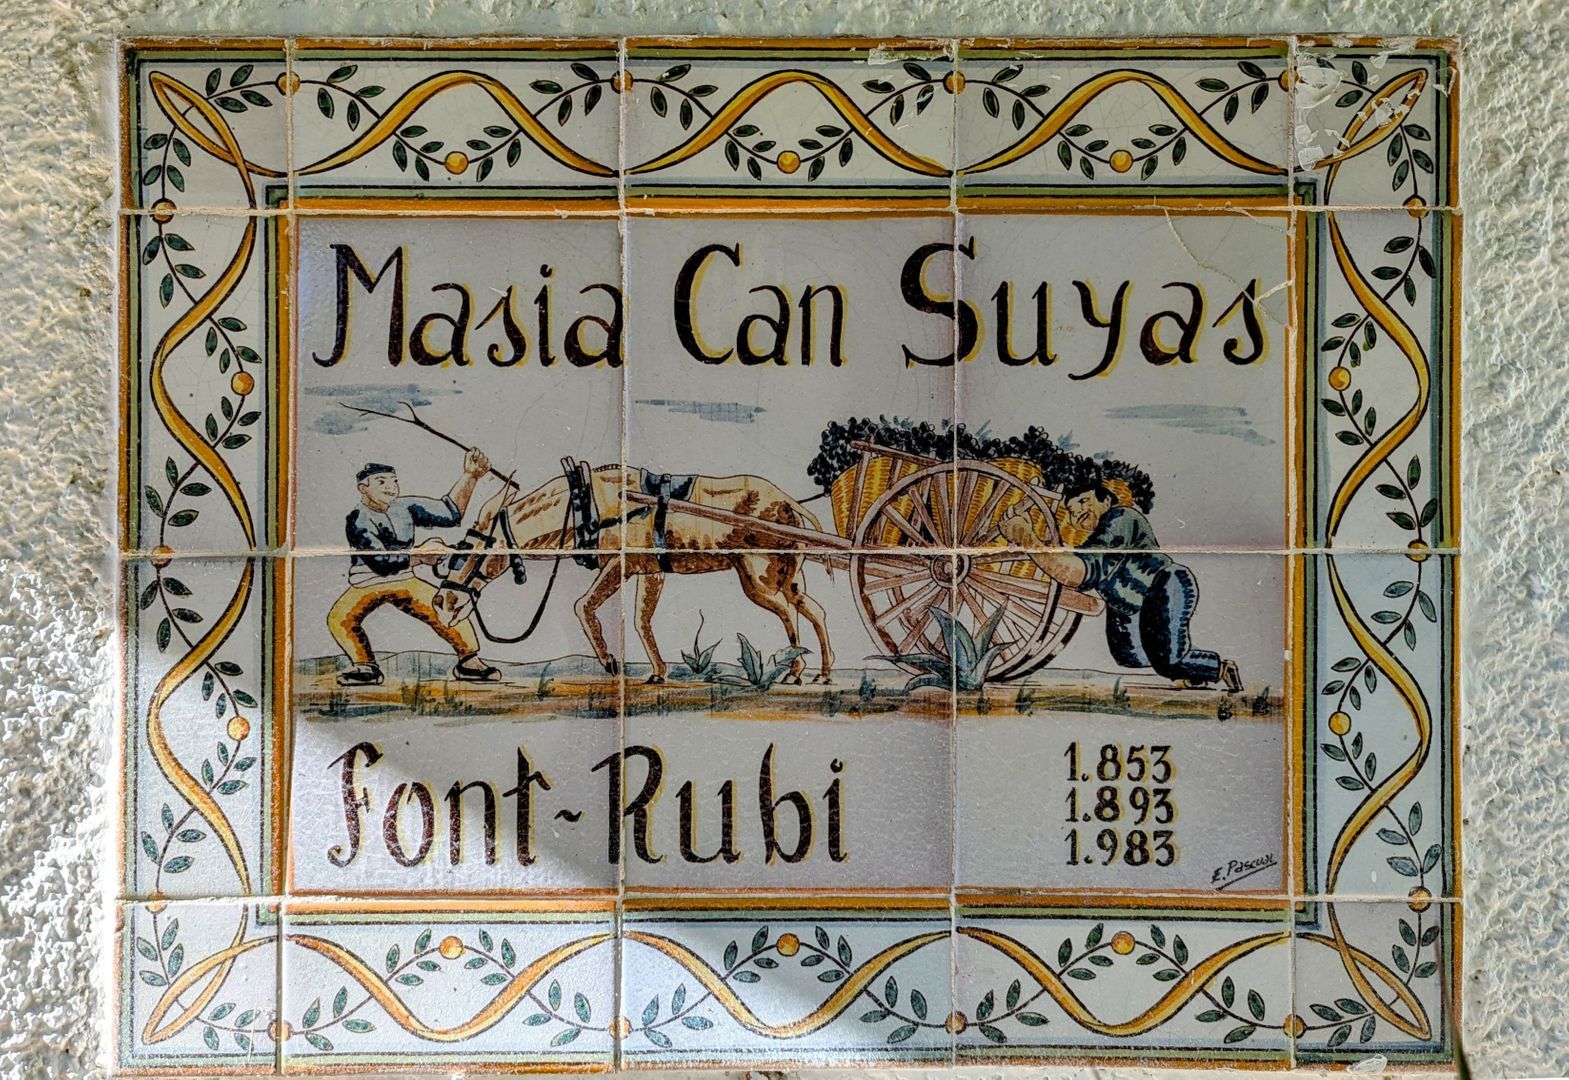 Masia Can Suyas
Font-Rubi
1.853
1.893
1.983
E. Pascual